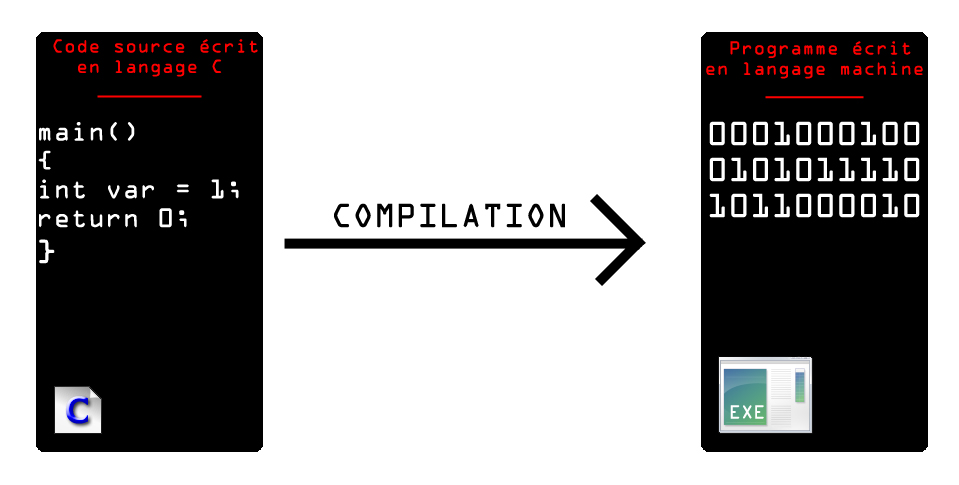 Code source écrit
en langage C
main()
{
int var = 1;
return 0;
}
C
COMPILATION
Programme écrit
en langage machine
0001000100
0101011110
1011000010
EXE